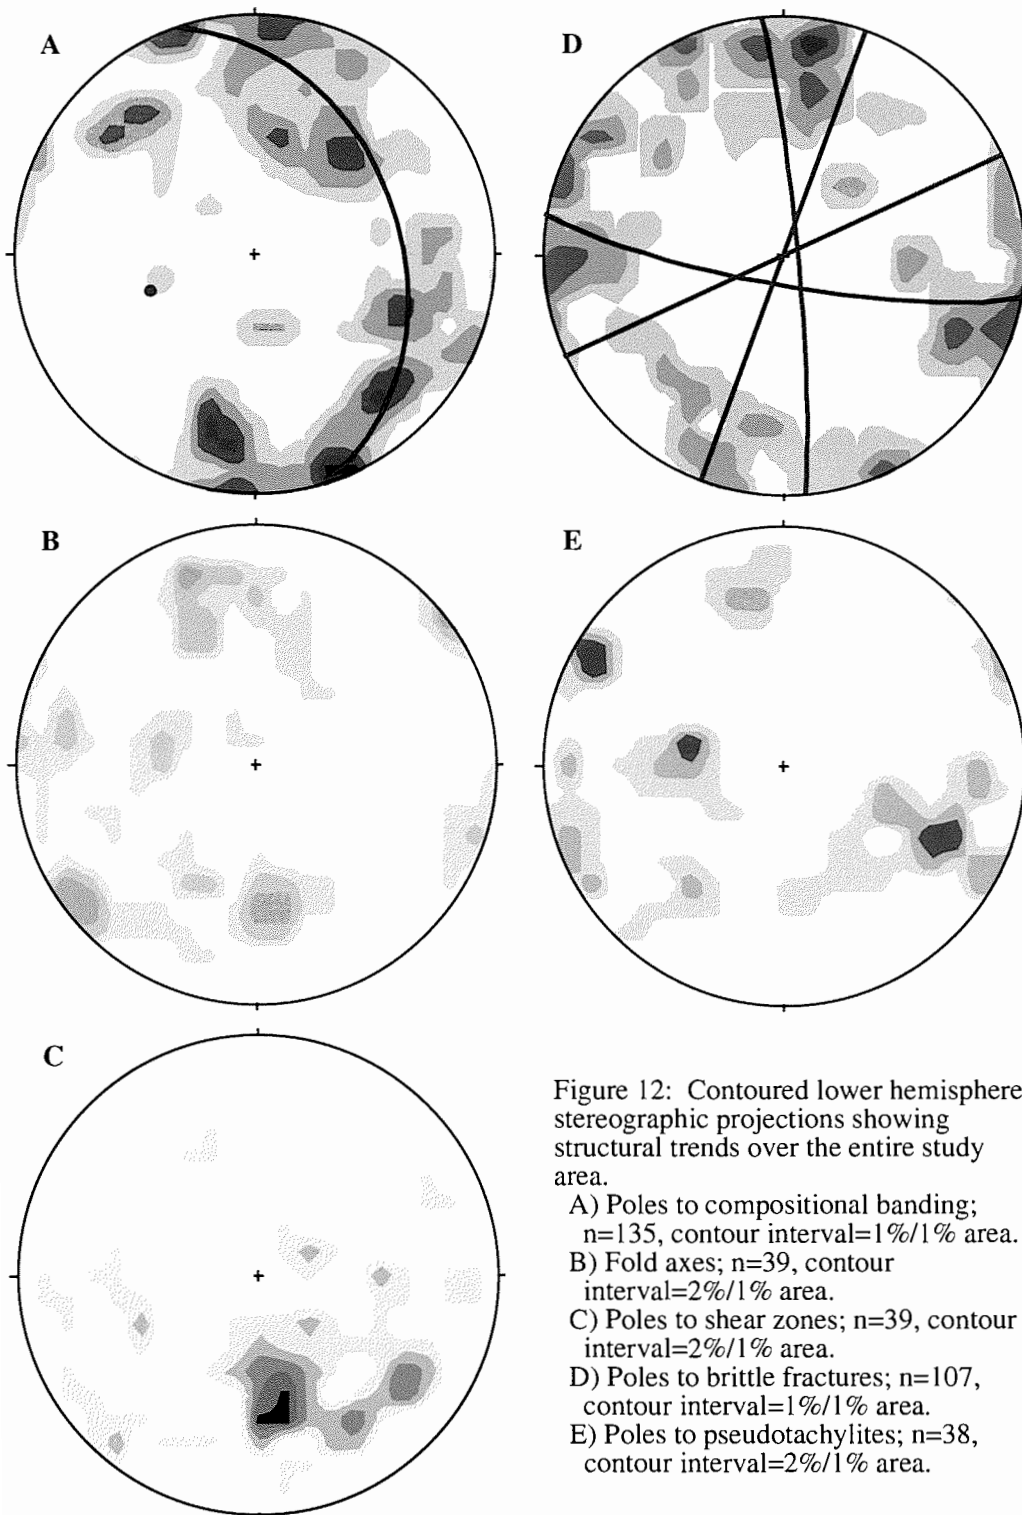 A
D
B
E
C
Figure 12: Contoured lower hemisphere
stereographic projections showing
structural trends over the entire study
area.
A) Poles to compositional banding;
n=135, contour interval=1%/1% area.
B) Fold axes; n=39, contour
interval=2%/1% area.
C) Poles to shear zones; n=39, contour
interval=2%/1% area.
D) Poles to brittle fractures; n=107,
contour interval=1%/1% area.
E) Poles to pseudotachylites; n=38,
contour interval=2%/1% area.